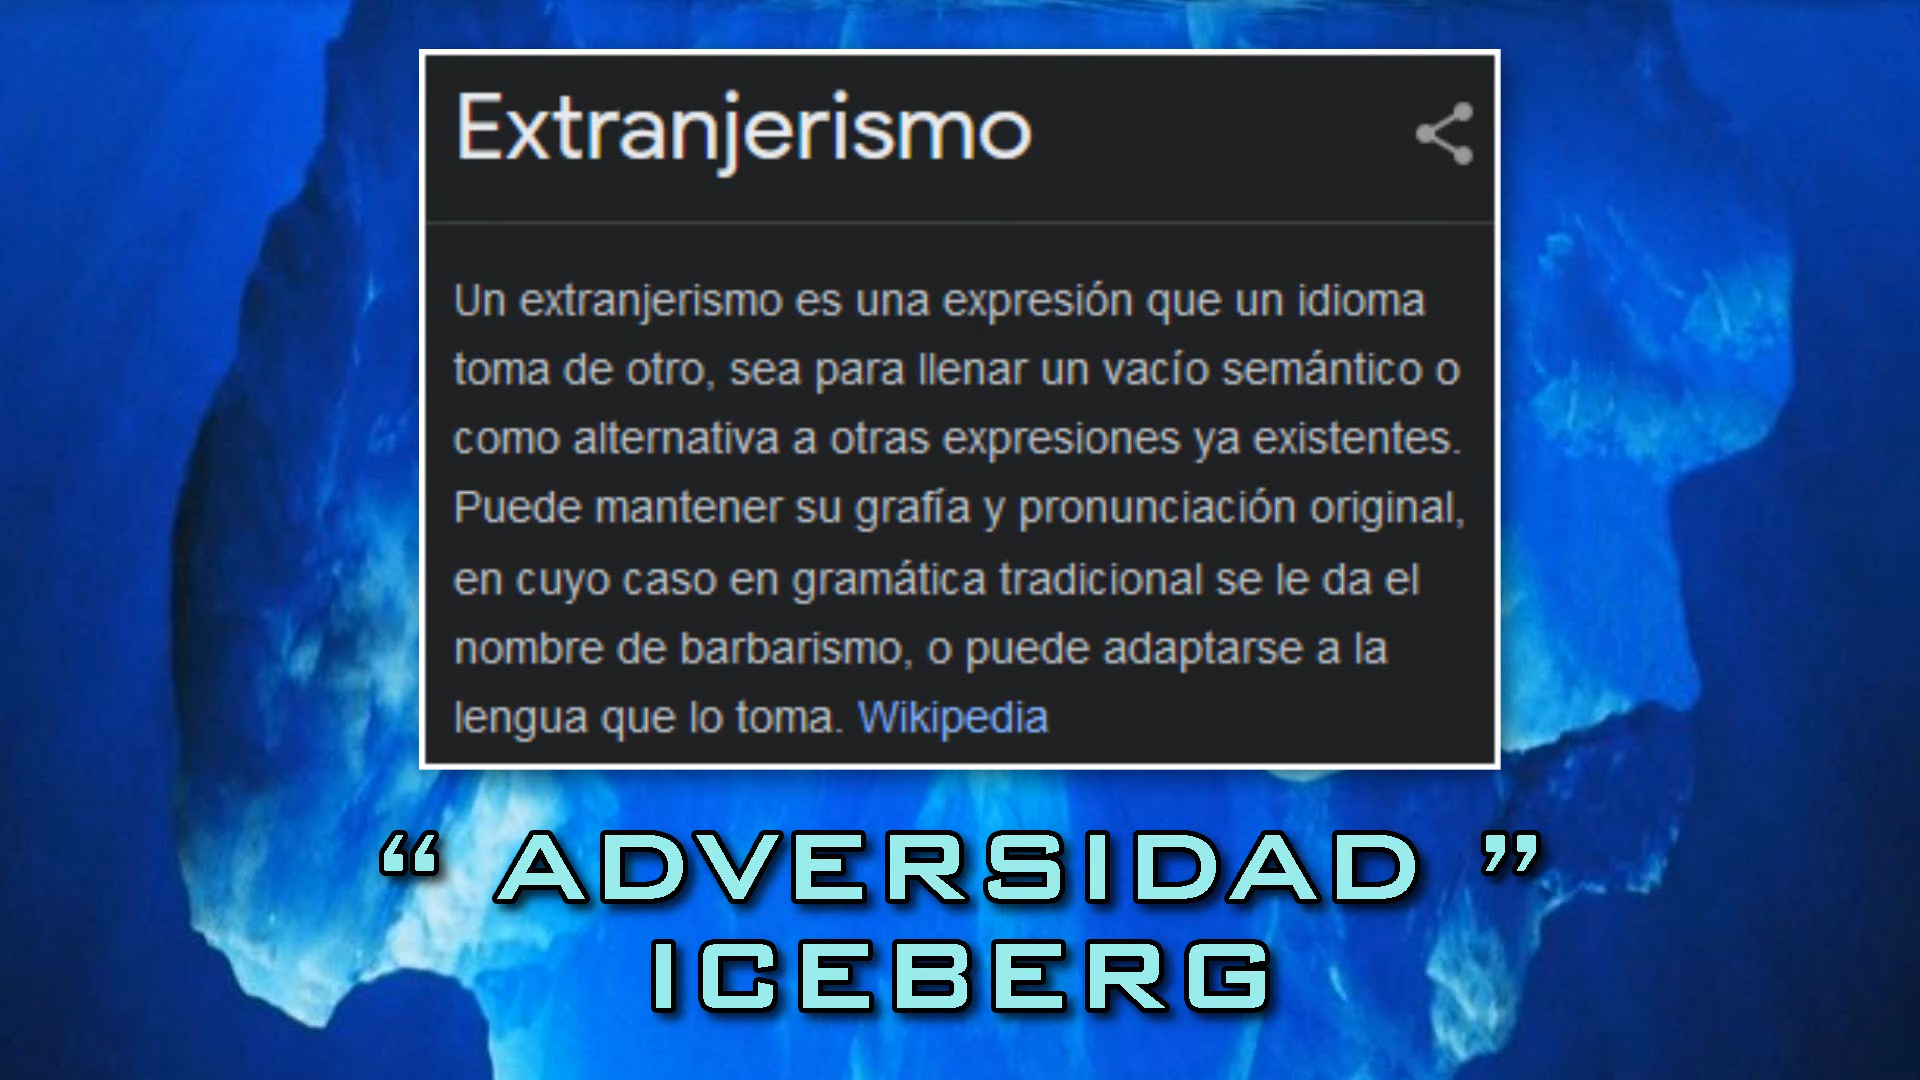 Extranjerismo
Un extranjerismo es una expresión que un idioma
toma de otro, sea para llenar un vacío semántico o
como alternativa a otras expresiones ya existentes.
Puede mantener su grafía y pronunciación original,
en cuyo caso en gramática tradicional se le da el
nombre de barbarismo, o puede adaptarse a la
lengua que lo toma. Wikipedia
“ ADVERSIDAD ”
ICEBERG